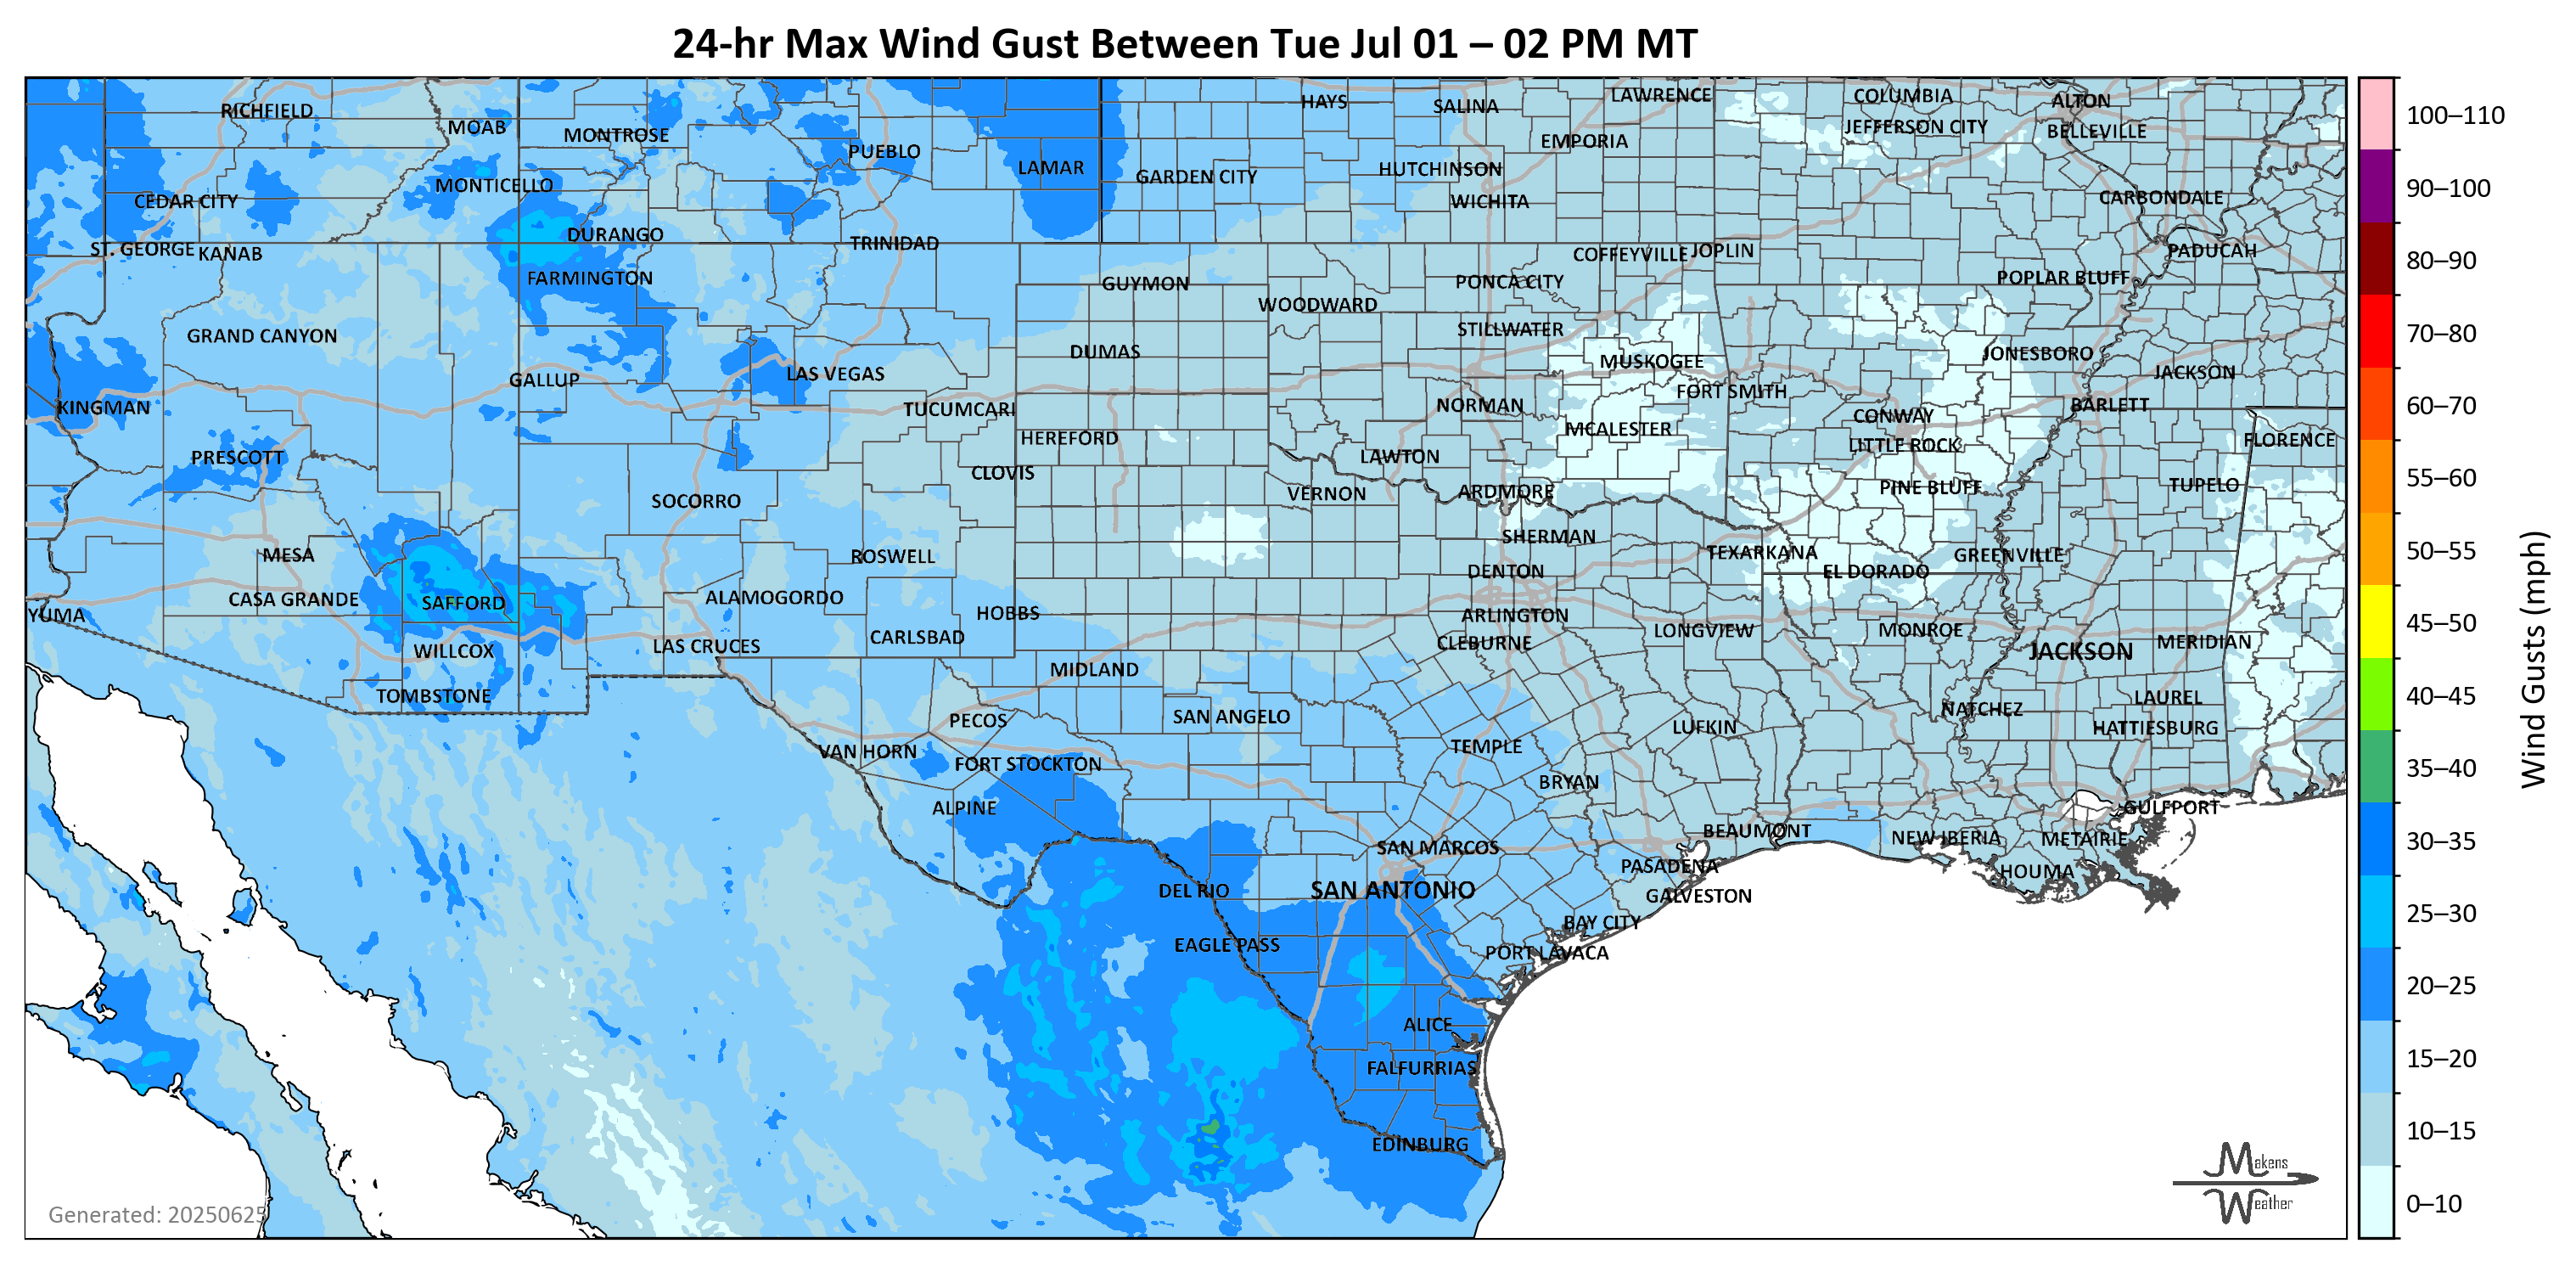 24-hr Max Wind Gust Between Tue Jul 01 – 02 PM MT
RICHFIELD
MOAB
MONTROSE
PUEBLO
LAMAR
HAYS
SALINA
LAWRENCE
COLUMBIA
ALTON
EMPORIA
JEFFERSON CITY
BELLEVILLE
GARDEN CITY
HUTCHINSON
WICHITA
CARBONDALE
MONTICELLO
CEDAR CITY
DURANGO
TRINIDAD
ST. GEORGE
KANAB
COFFEYVILLE
JOPLIN
PADUCAH
FARMINGTON
GUYMON
PONCA CITY
POPLAR BLUFF
WOODWARD
GRAND CANYON
STILLWATER
DUMAS
MUSKOGEE
JONESBORO
GALLUP
LAS VEGAS
JACKSON
FORT SMITH
KINGMAN
TUCUMCARI
NORMAN
CONWAY
BARLETT
HEREFORD
MCALESTER
LITTLE ROCK
FLORENCE
PRESCOTT
CLOVIS
LAWTON
SOCORRO
VERNON
ARDMORE
PINE BLUFF
TUPELO
MESA
ROSWELL
SHERMAN
TEXARKANA
GREENVILLE
DENTON
EL DORADO
CASA GRANDE
SAFFORD
ALAMOGORDO
HOBBS
YUMA
ARLINGTON
CARLSBAD
CLEBURNE
LONGVIEW
MONROE
WILLCOX
LAS CRUCES
JACKSON
MERIDIAN
MIDLAND
TOMBSTONE
LAUREL
PECOS
SAN ANGELO
NATCHEZ
LUFKIN
HATTIESBURG
VAN HORN
FORT STOCKTON
TEMPLE
BRYAN
ALPINE
GULFPORT
BEAUMONT
NEW IBERIA
METAIRIE
SAN MARCOS
PASADENA
HOUMA
DEL RIO
SAN ANTONIO
GALVESTON
BAY CITY
EAGLE PASS
PORT LAVACA
ALICE
FALFURRIAS
EDINBURG
Generated: 20250625
Makens
Weather
100–110
90–100
80–90
70–80
60–70
55–60
50–55
45–50
40–45
35–40
30–35
25–30
20–25
15–20
10–15
0–10
Wind Gusts (mph)